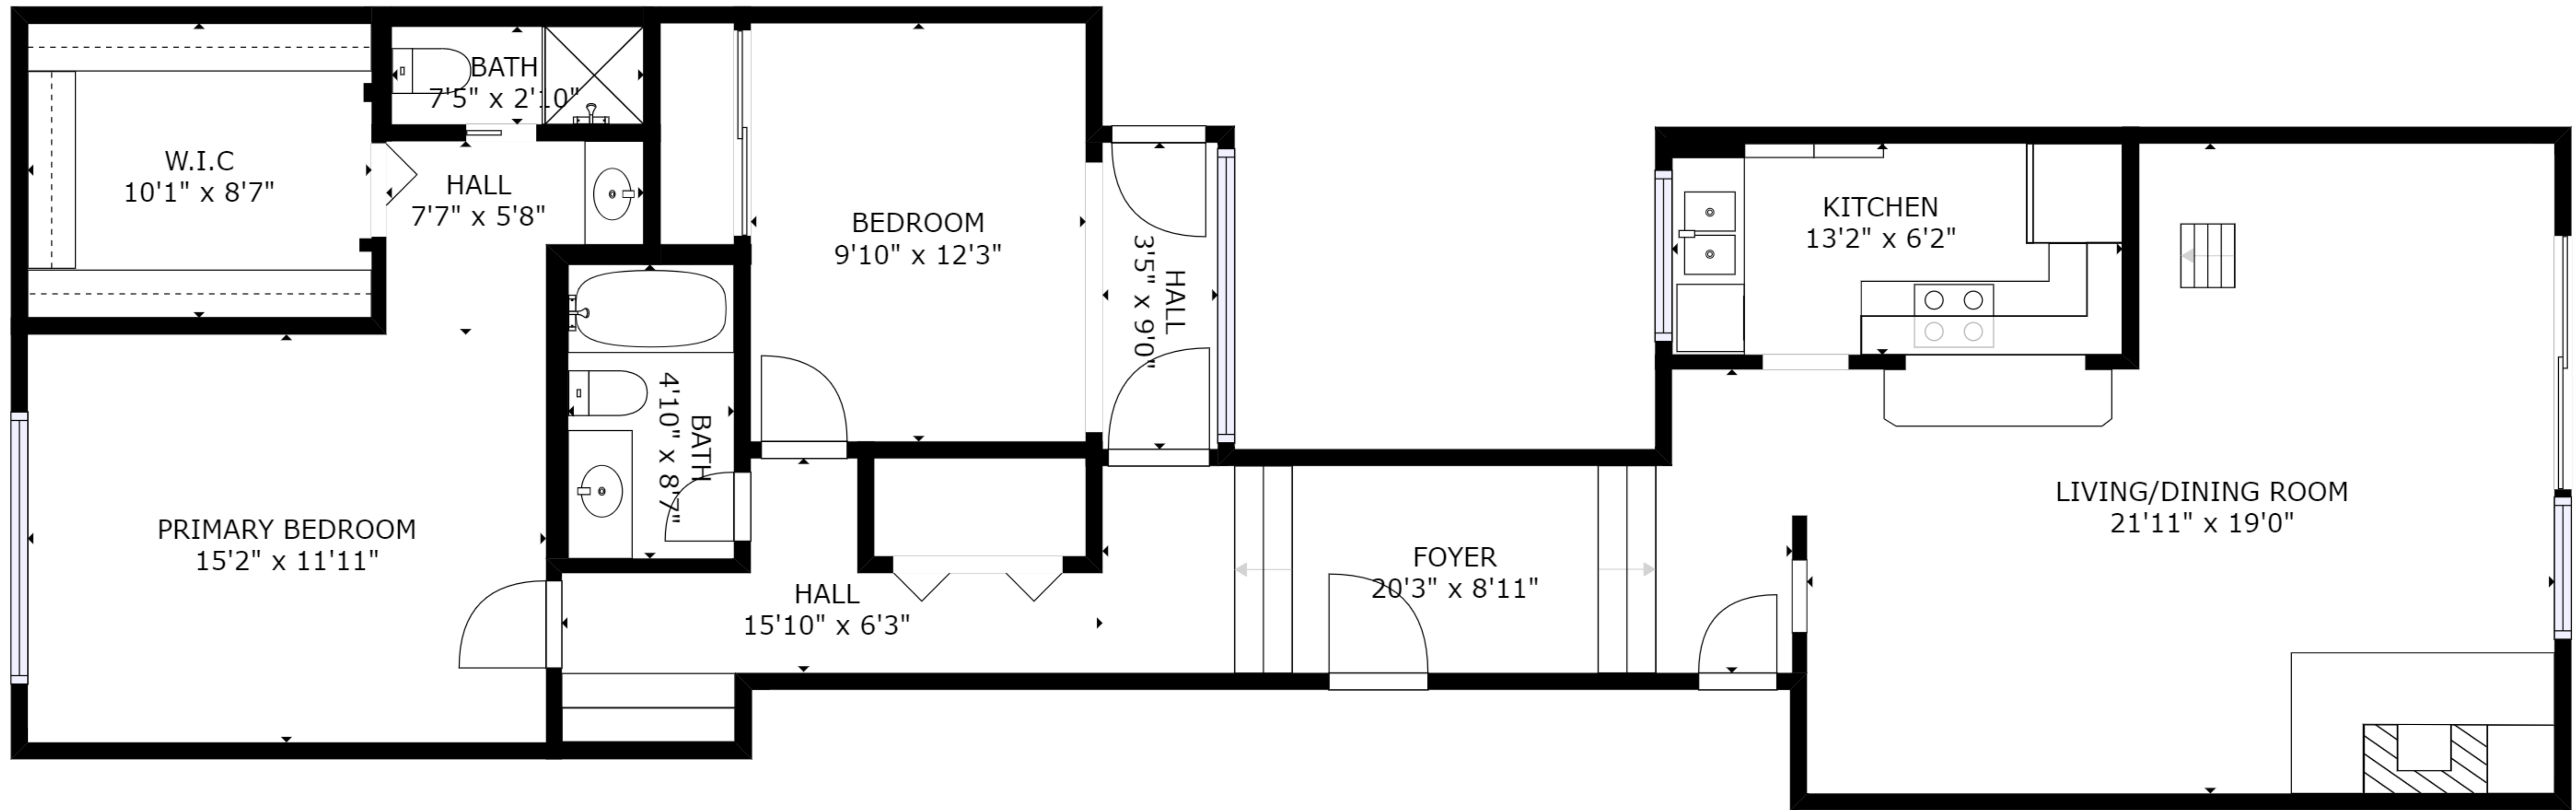 BATH
7'5" x 2'10"
W.I.C
10'1" x 8'7"
HALL
7'7" x 5'8"
BEDROOM
9'10" x 12'3"
HALL
3'5" x 9'0"
KITCHEN
13'2" x 6'2"
BATH
4'10" x 8'7"
PRIMARY BEDROOM
15'2" x 11'11"
HALL
15'10" x 6'3"
FOYER
20'3" x 8'11"
LIVING/DINING ROOM
21'11" x 19'0"